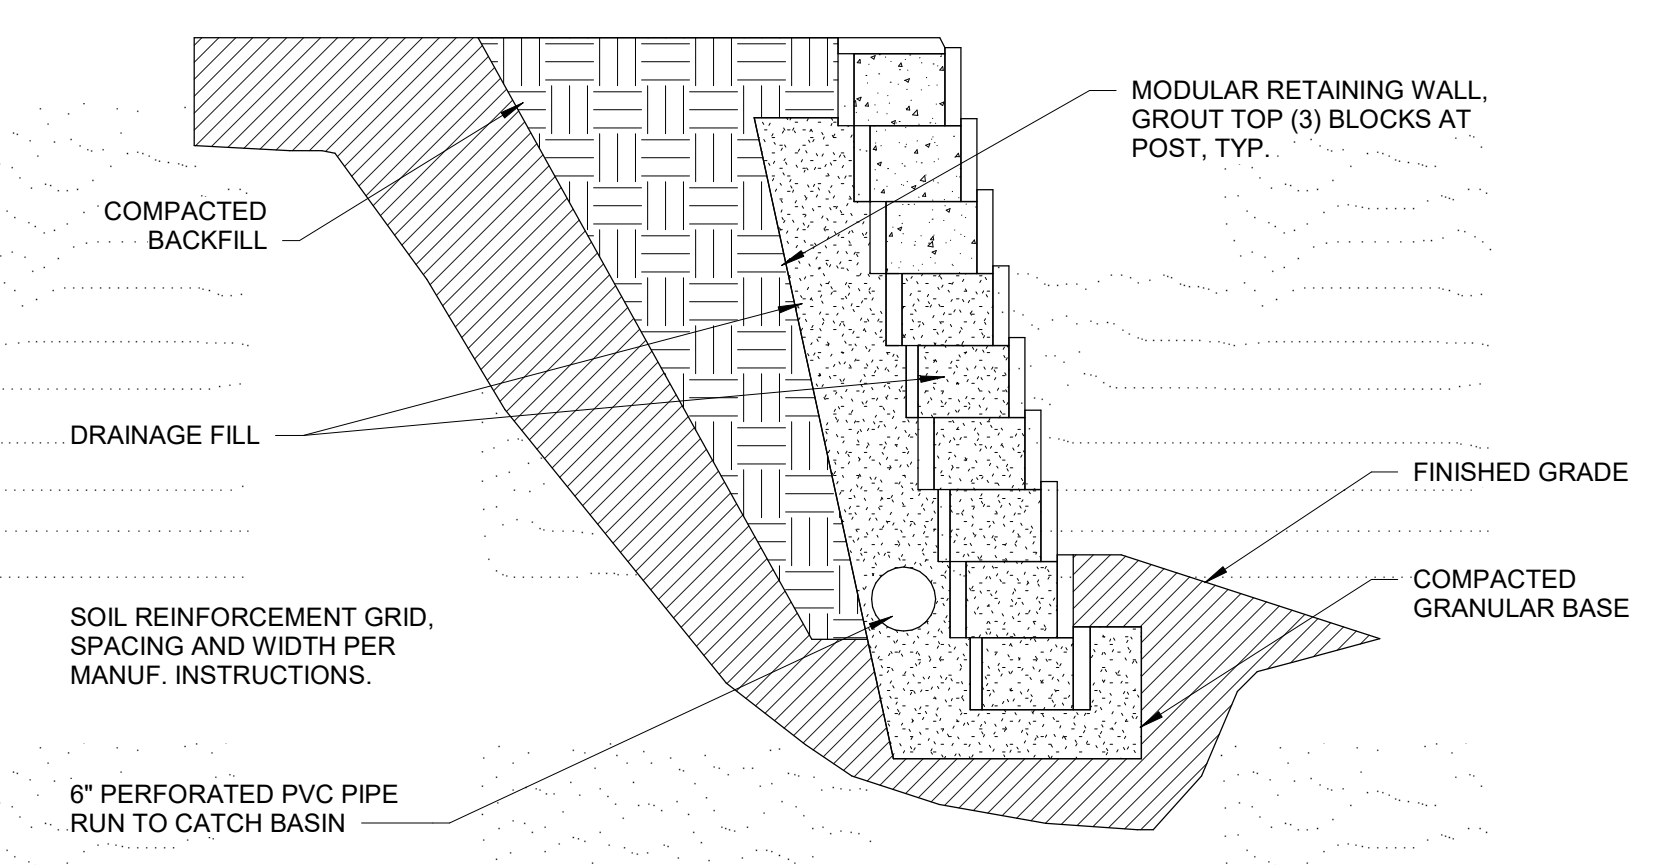 MODULAR RETAINING WALL,
GROUT TOP (3) BLOCKS AT
POST, TYP.
COMPACTED
BACKFILL
DRAINAGE FILL
FINISHED GRADE
COMPACTED
GRANULAR BASE
SOIL REINFORCEMENT GRID,
SPACING AND WIDTH PER
MANUF. INSTRUCTIONS.
6" PERFORATED PVC PIPE
RUN TO CATCH BASIN